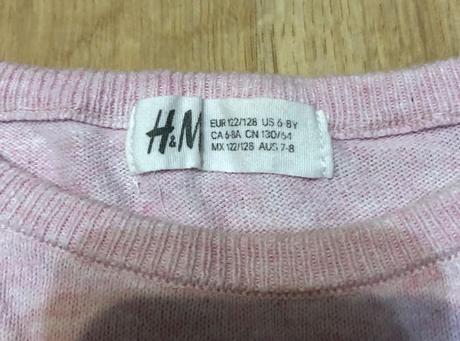 H&M
EUR 122/128 US 6-8Y
CA 6-8A CN 130/64
MX 122/128 AUS 7-8